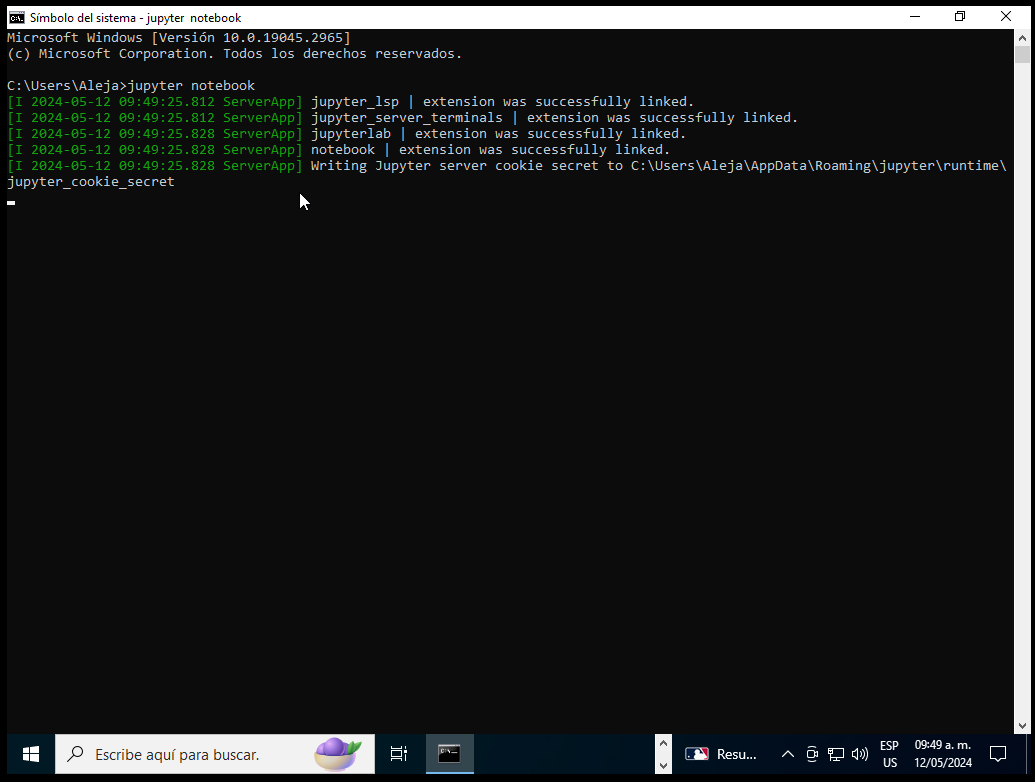 Símbolo del sistema - jupyter  notebook
Microsoft Windows [Versión 10.0.19045.2965]
(c) Microsoft Corporation. Todos los derechos reservados.
C:\Users\Aleja>jupyter notebook
[I 2024-05-12 09:49:25.812 ServerApp] jupyter_lsp | extension was successfully linked.
[I 2024-05-12 09:49:25.812 ServerApp] jupyter_server_terminals | extension was successfully linked.
[I 2024-05-12 09:49:25.828 ServerApp] jupyterlab | extension was successfully linked.
[I 2024-05-12 09:49:25.828 ServerApp] notebook | extension was successfully linked.
[I 2024-05-12 09:49:25.828 ServerApp] Writing Jupyter server cookie secret to C:\Users\Aleja\AppData\Roaming\jupyter\runtime\
jupyter_cookie_secret
Escribe aquí para buscar.
Resu...
ESP
US
09:49 a. m.
12/05/2024